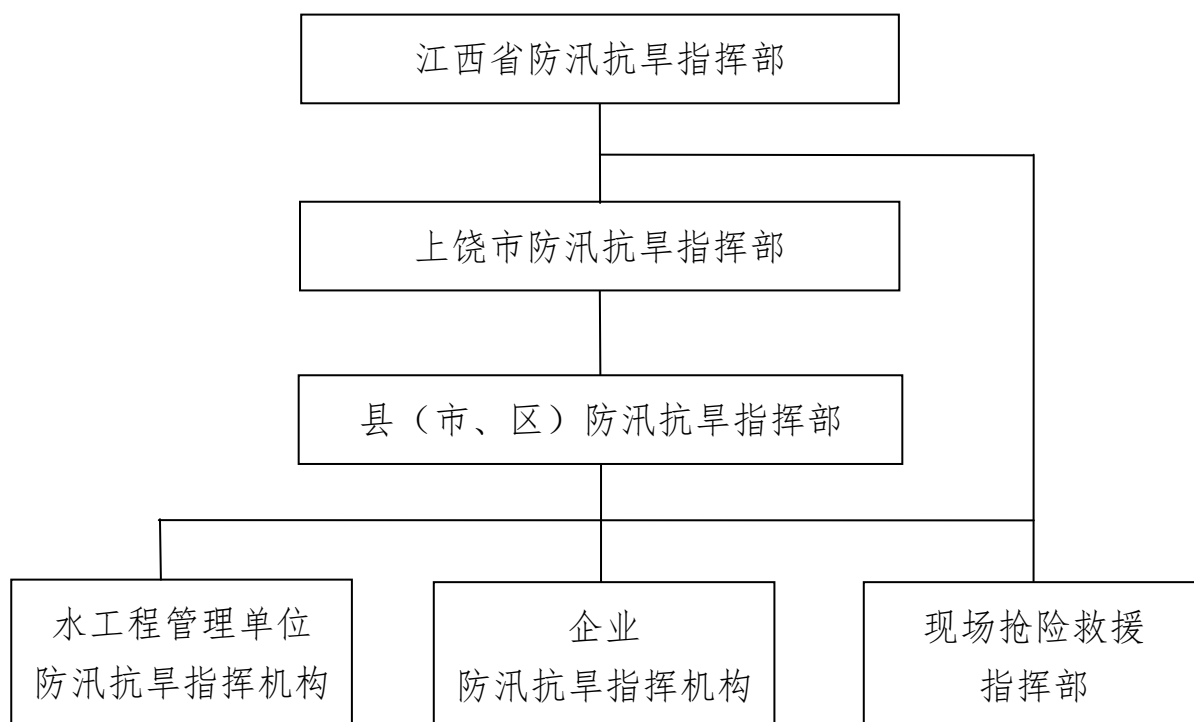 江西省防汛抗旱指挥部
上饶市防汛抗旱指挥部
县（市、区）防汛抗旱指挥部
水工程管理单位
防汛抗旱指挥机构
企业
防汛抗旱指挥机构
现场抢险救援
指挥部